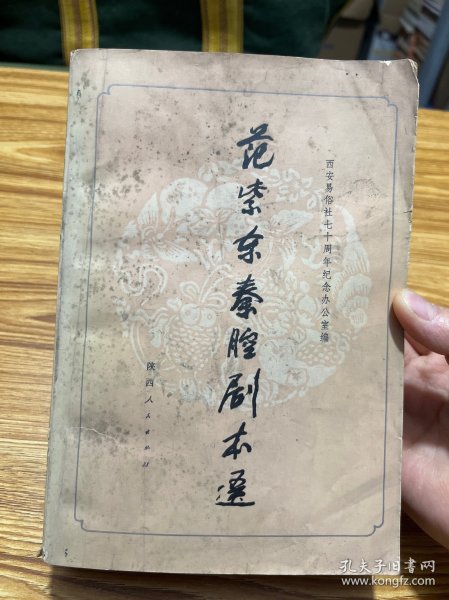 西安易俗社七十周年纪念办公室编
范紫东秦腔剧本选
陕西人民出版社
孔夫子旧书网
www.kongfz.com